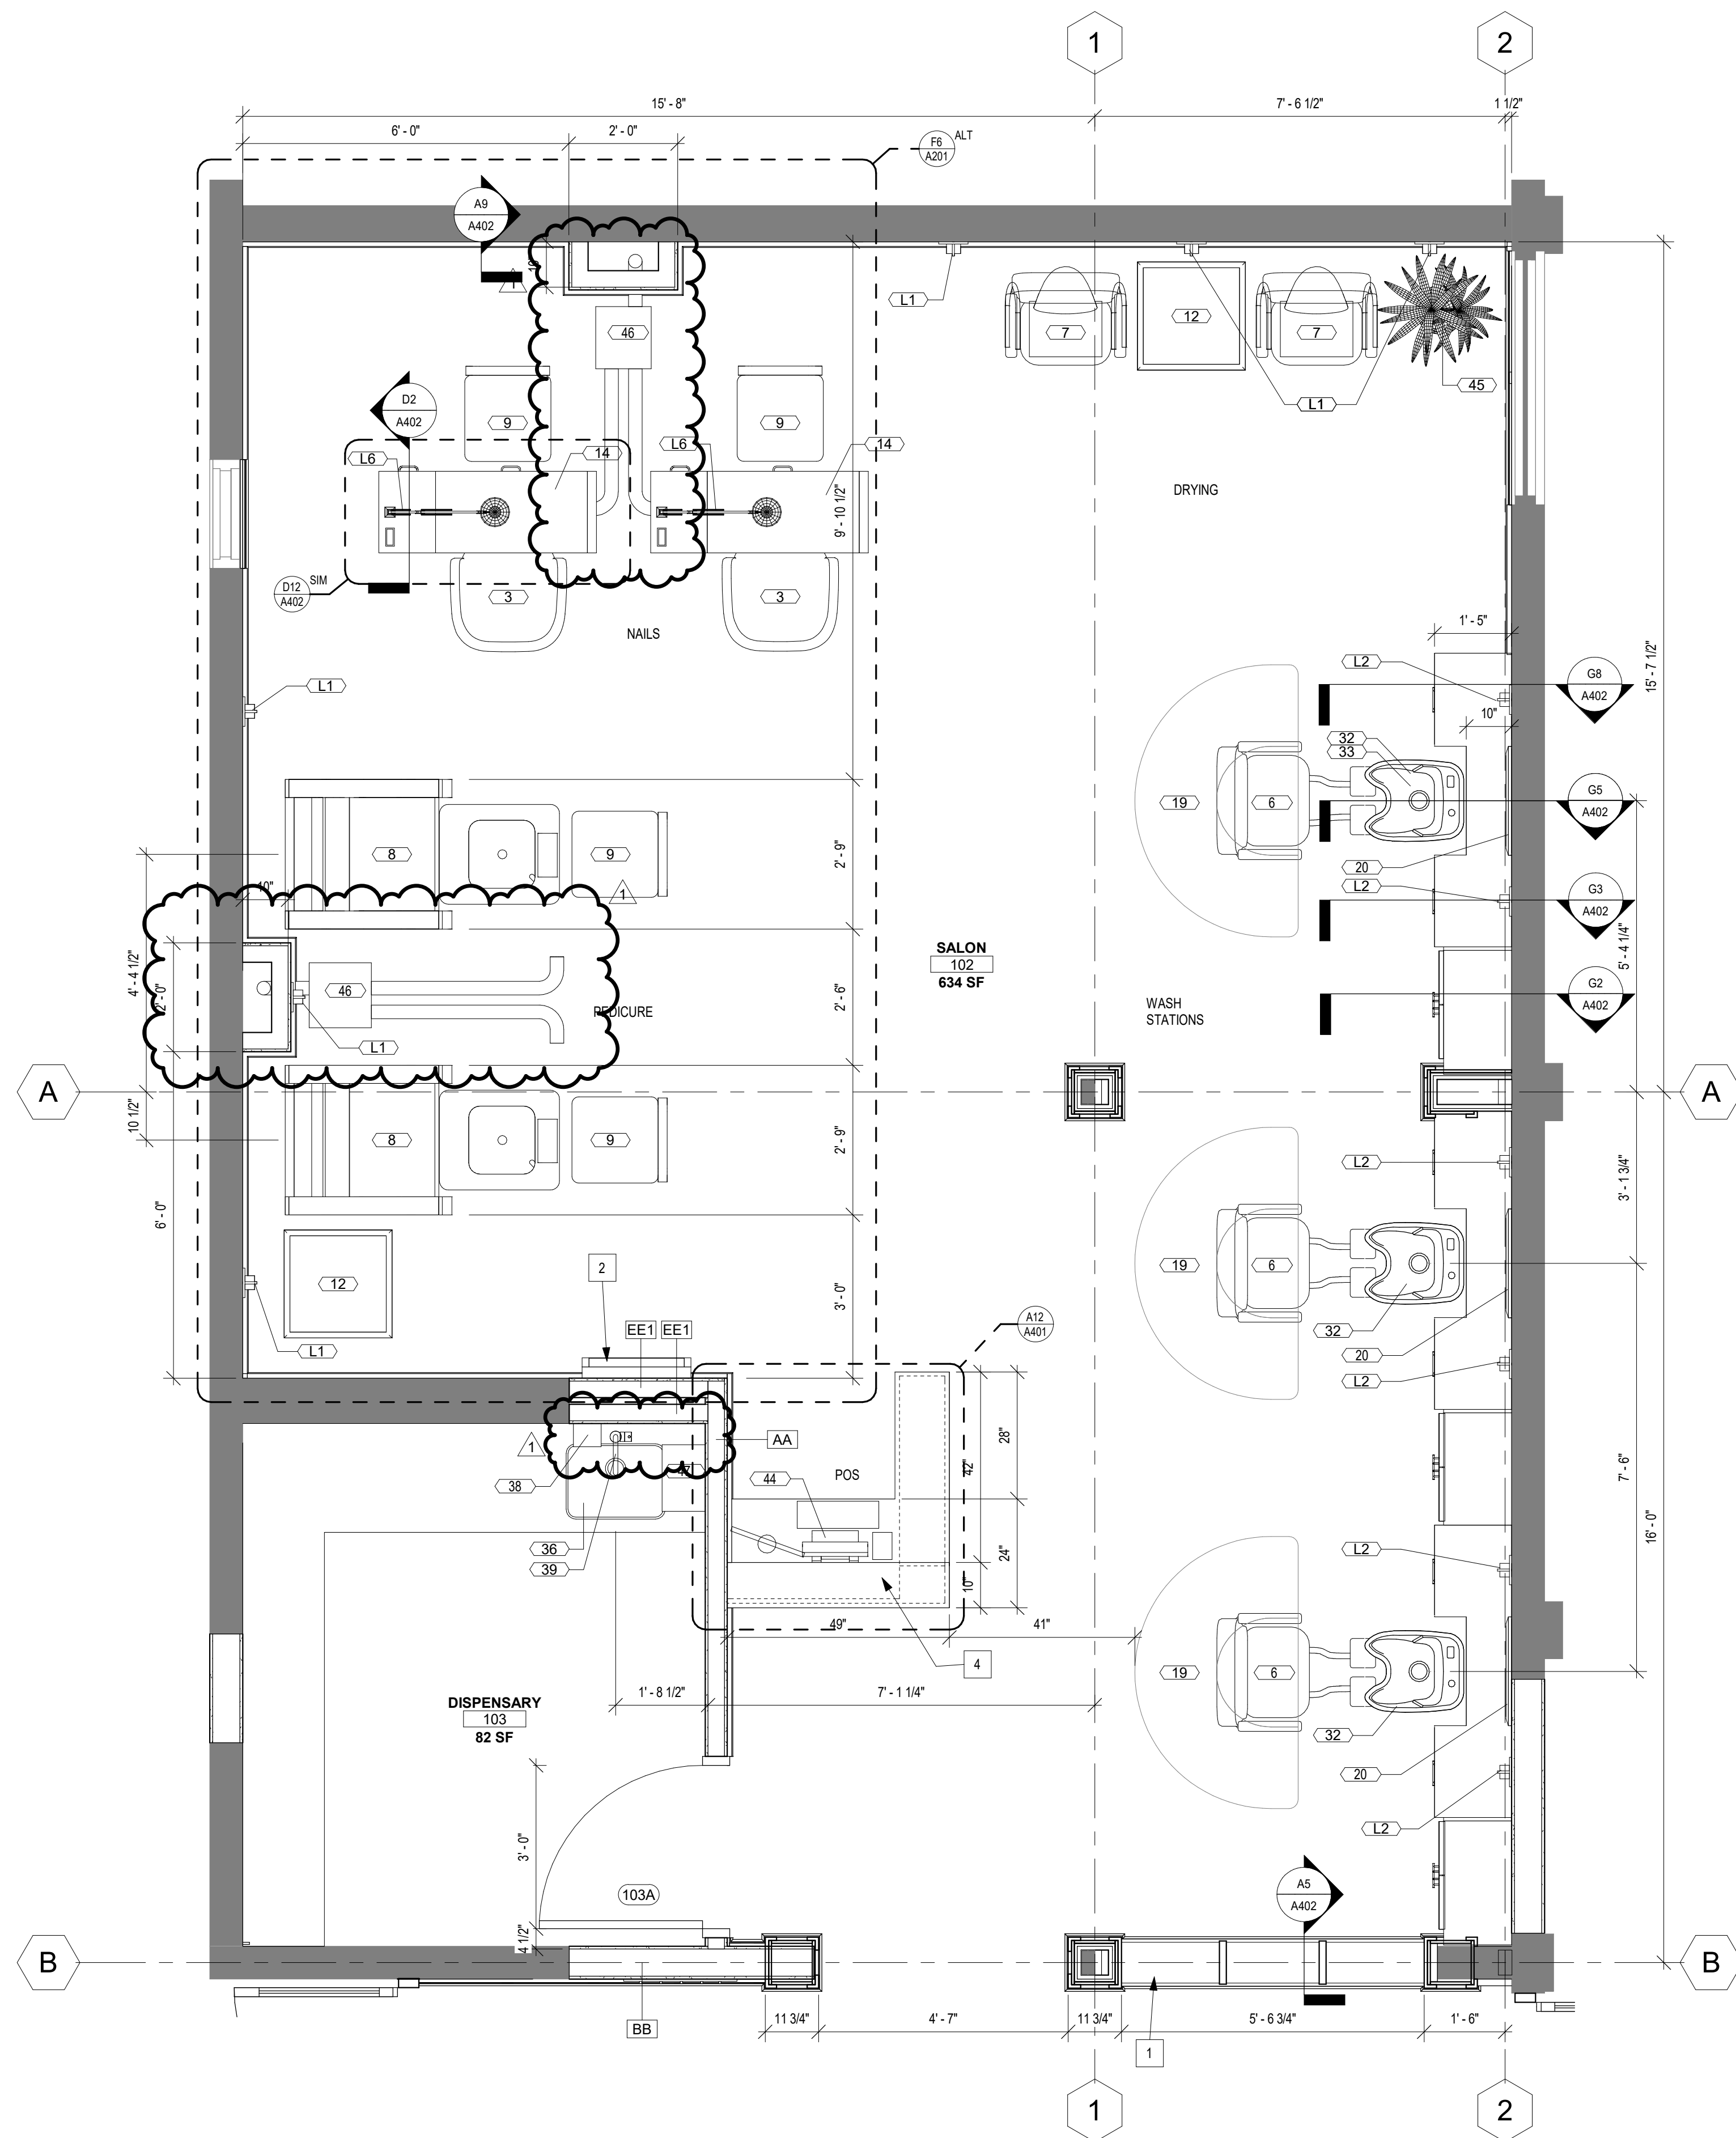 1
2
15' - 8"
7' - 6 1/2"
1 1/2"
6' - 0"
2' - 0"
F6
A201
ALT
A9
A402
10"
1
46
L1
7
12
7
45
L1
D2
A402
9
9
L6
14
L6
14
9' - 10 1/2"
DRYING
D12
A402
SIM
3
3
NAILS
1' - 5"
L2
G8
A402
15' - 7 1/2"
L1
10"
32
33
19
6
G5
A402
8
9
2' - 9"
20
L2
10"
1
G3
A402
5' - 4 1/4"
4' - 4 1/2"
2' - 0"
46
PEDICURE
2' - 6"
SALON
102
634 SF
WASH
STATIONS
G2
A402
L1
A
A
10 1/2"
8
9
2' - 9"
L2
3' - 1 3/4"
6' - 0"
12
2
3' - 0"
19
6
32
L1
EE1
EE1
A12
A401
20
L2
1
AA
28"
42"
POS
44
38
47
7' - 6"
36
39
24"
10"
L2
16' - 0"
49"
41"
4
1' - 8 1/2"
7' - 1 1/4"
19
6
32
DISPENSARY
103
82 SF
20
L2
3' - 0"
103A
A5
A402
4 1/2"
B
B
BB
11 3/4"
4' - 7"
11 3/4"
5' - 6 3/4"
1' - 6"
1
1
2